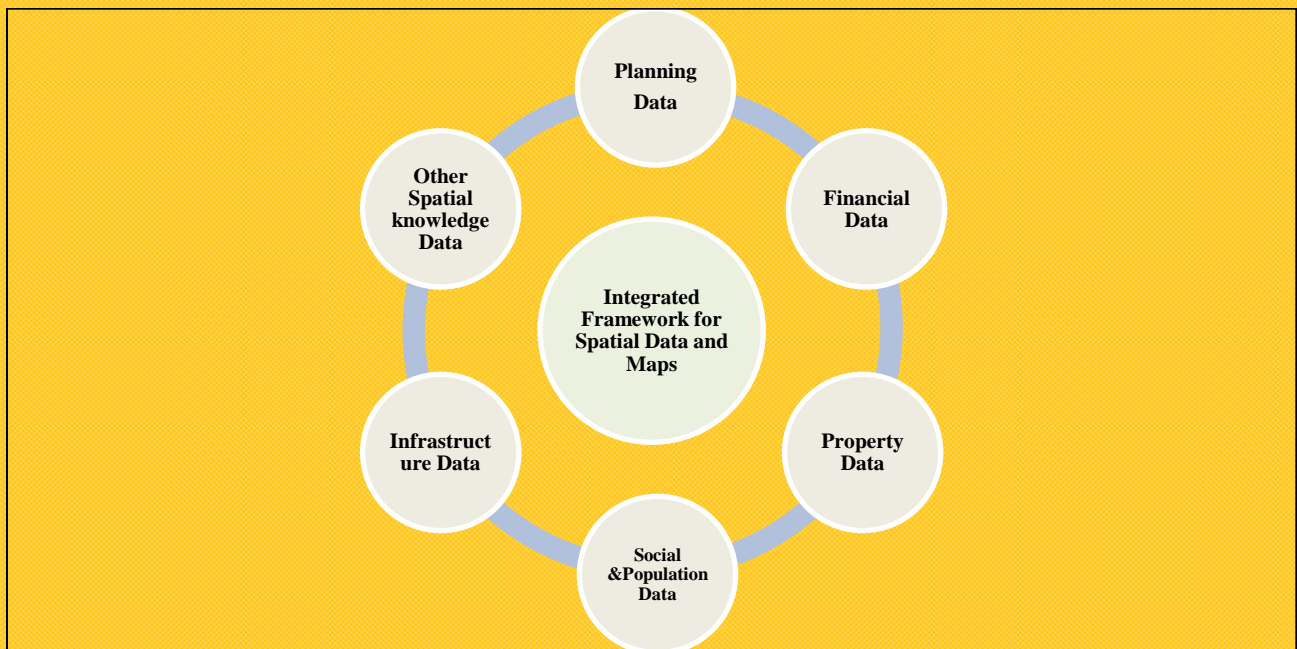 Planning
Data
Financial
Data
Property
Data
Social
&Population
Data
Infrastruct
ure Data
Other
Spatial
knowledge
Data
Integrated
Framework for
Spatial Data and
Maps